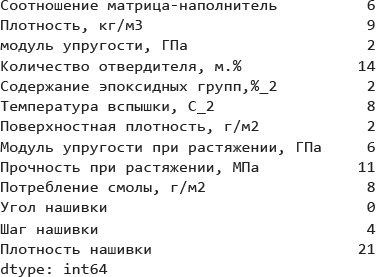 Соотношение матрица-наполнитель 6
Плотность, кг/м3 9
модуль упругости, ГПа 2
Количество отвердителя, м.% 14
Содержание эпоксидных групп,%_2 2
Температура вспышки, С_2 8
Поверхностная плотность, г/м2 2
Модуль упругости при растяжении, ГПа 6
Прочность при растяжении, МПа 11
Потребление смолы, г/м2 8
Угол нашивки 0
Шаг нашивки 4
Плотность нашивки 21
dtype: int64